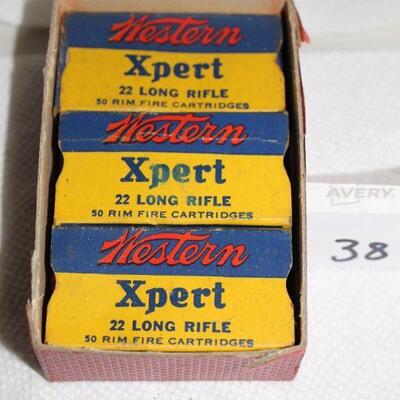 Western
Xpert
22 LONG RIFLE
50 RIM FIRE CARTRIDGES
Western
Xpert
22 LONG RIFLE
50 RIM FIRE CARTRIDGES
Western
Xpert
22 LONG RIFLE
50 RIM FIRE CARTRIDGES
AVERY
38